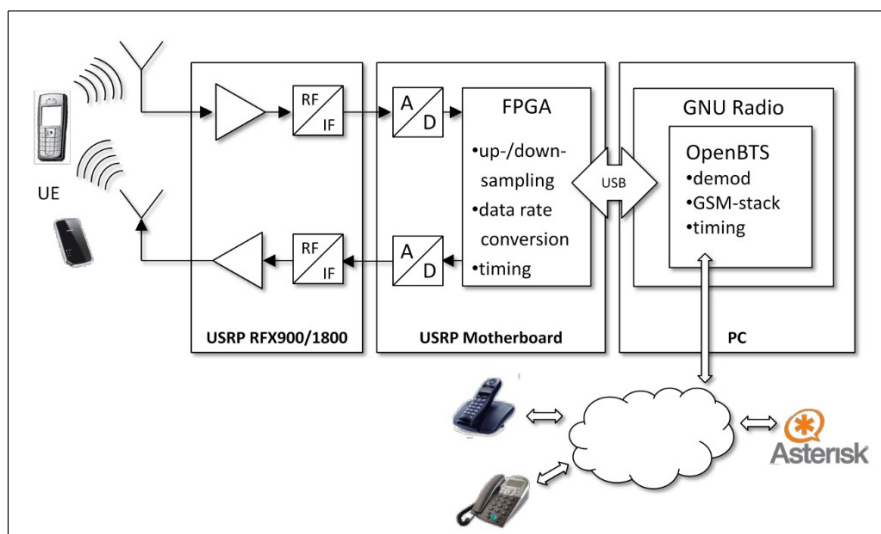 UE
RF
IF
A
D
RF
IF
A
D
USRP RFX900/1800
FPGA
•up-/down-
sampling
•data rate
conversion
•timing
USRP Motherboard
USB
GNU Radio
OpenBTS
•demod
•GSM-stack
•timing
PC
Asterisk